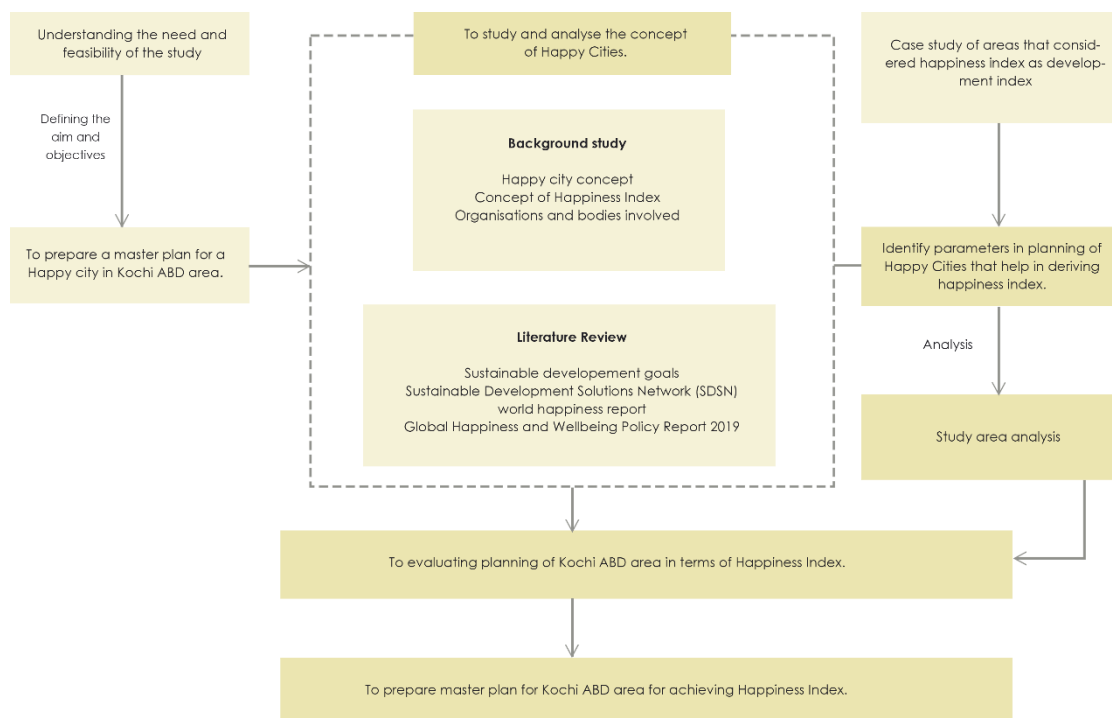 Understanding the need and
feasibility of the study
Defining the
aim and
objectives
To prepare a master plan for a
Happy city in Kochi ABD area.
To study and analyse the concept
of Happy Cities.
Background study
Happy city concept
Concept of Happiness Index
Organisations and bodies involved
Literature Review
Sustainable developement goals
Sustainable Development Solutions Network (SDSN)
world happiness report
Global Happiness and Wellbeing Policy Report 2019
Case study of areas that consid-
ered happiness index as develop-
ment index
Identify parameters in planning of
Happy Cities that help in deriving
happiness index.
Analysis
Study area analysis
To evaluating planning of Kochi ABD area in terms of Happiness Index.
To prepare master plan for Kochi ABD area for achieving Happiness Index.